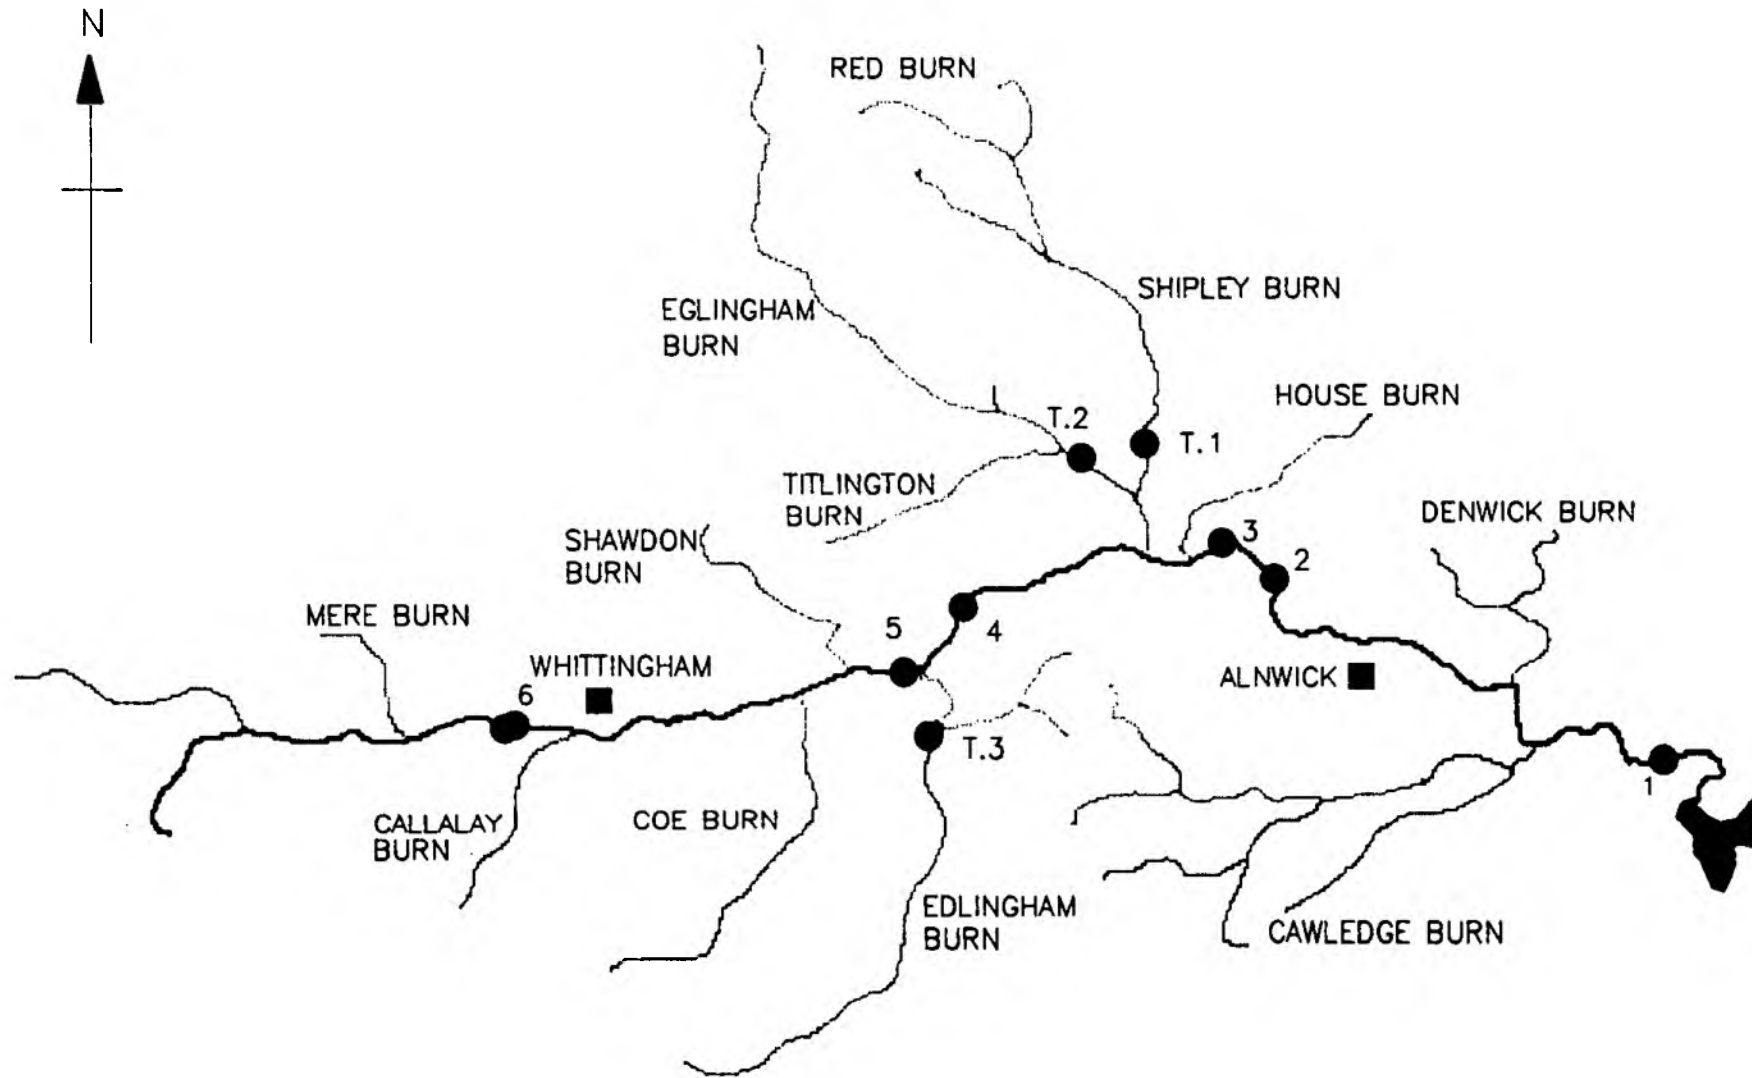 N
RED BURN
SHIPLEY BURN
EGLINGHAM
BURN
HOUSE BURN
T.2
T.1
TITLINGTON
BURN
DENWICK BURN
SHAWDON
BURN
3
2
MERE BURN
5
4
WHITTINGHAM
ALNWICK
6
T.3
1
CALLALAY
BURN
COE BURN
EDLINGHAM
BURN
CAWLEDGE BURN